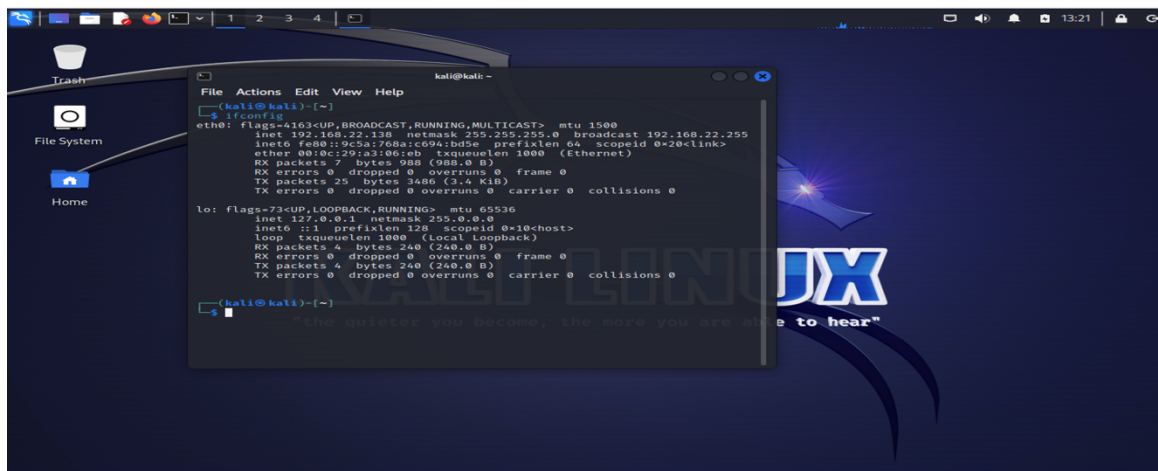 1 2 3 4
13:21
Trash
File System
Home
kali@kali: ~
File Actions Edit View Help
(kali㉿kali)-[~]
$ ifconfig
eth0: flags=4163<UP,BROADCAST,RUNNING,MULTICAST> mtu 1500
inet 192.168.22.138 netmask 255.255.255.0 broadcast 192.168.22.255
inet6 fe80::9c5a:768a:c694:bd5e prefixlen 64 scopeid 0×20<link>
ether 00:0c:29:a3:06:eb txqueuelen 1000 (Ethernet)
RX packets 7 bytes 988 (988.0 B)
RX errors 0 dropped 0 overruns 0 frame 0
TX packets 25 bytes 3486 (3.4 KiB)
TX errors 0 dropped 0 overruns 0 carrier 0 collisions 0
lo: flags=73<UP,LOOPBACK,RUNNING> mtu 65536
inet 127.0.0.1 netmask 255.0.0.0
inet6 ::1 prefixlen 128 scopeid 0×10<host>
loop txqueuelen 1000 (Local Loopback)
RX packets 4 bytes 240 (240.0 B)
RX errors 0 dropped 0 overruns 0 frame 0
TX packets 4 bytes 240 (240.0 B)
TX errors 0 dropped 0 overruns 0 carrier 0 collisions 0
(kali㉿kali)-[~]
$
KALI LINUX
"the quieter you become, the more you are able to hear"